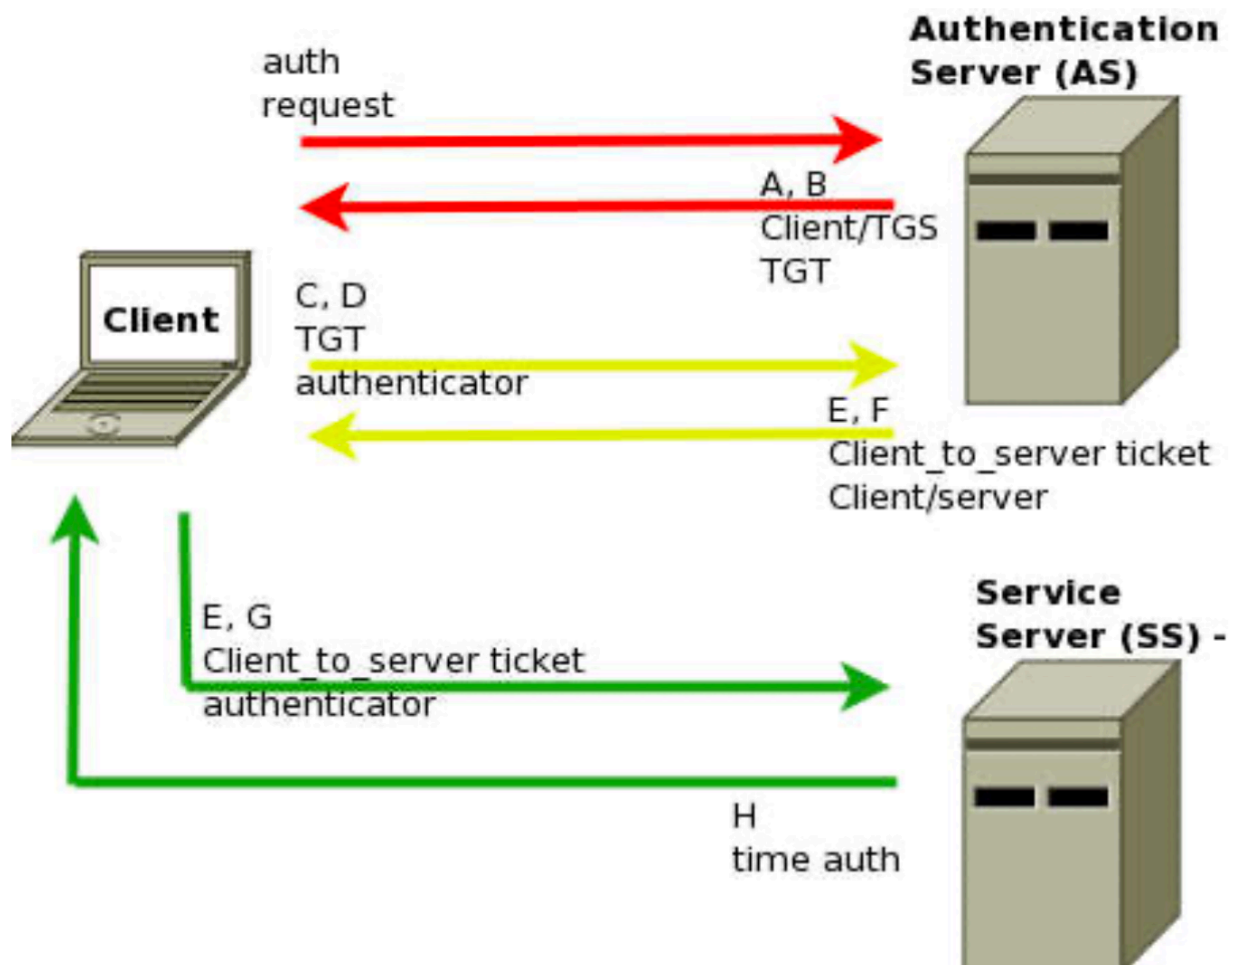 Authentication
Server (AS)
auth
request
A, B
Client/TGS
TGT
Client
C, D
TGT
authenticator
E, F
Client_to_server ticket
Client/server
Service
Server (SS) -
E, G
Client_to_server ticket
authenticator
H
time auth